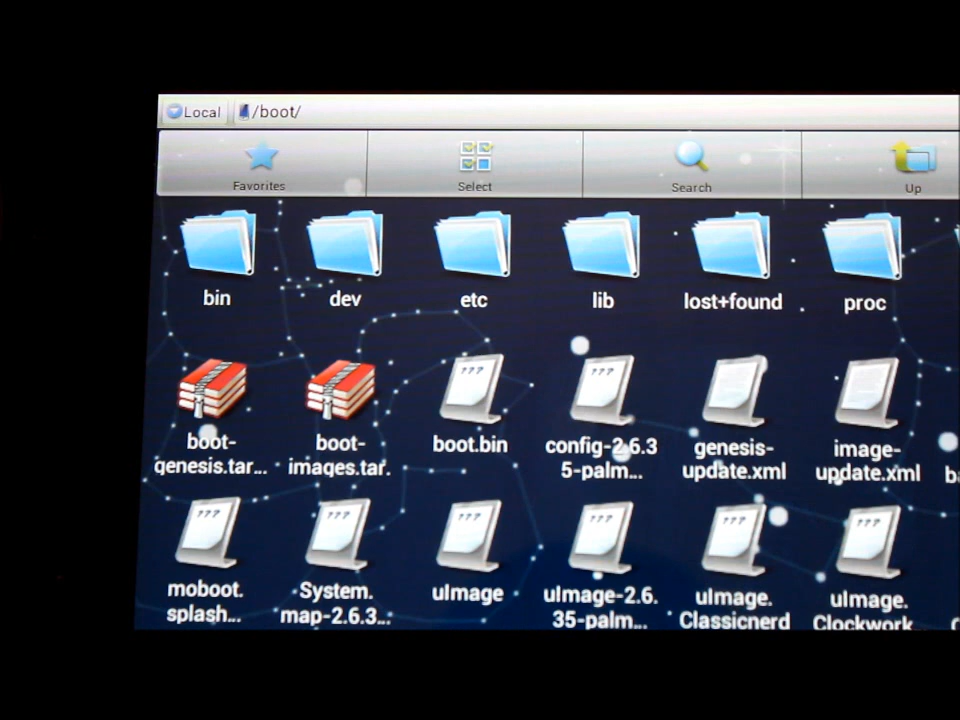 Local /boot/
Favorites Select Search Up
bin dev etc lib lost+found proc
boot- boot- boot.bin config-2.6.3 genesis- image-
genesis.tar... images.tar. 5-palm... update.xml update.xml
moboot. System. uImage uImage-2.6. uImage. uImage.
splash... map-2.6.3... 35-palm... Classicnerd Clockwork